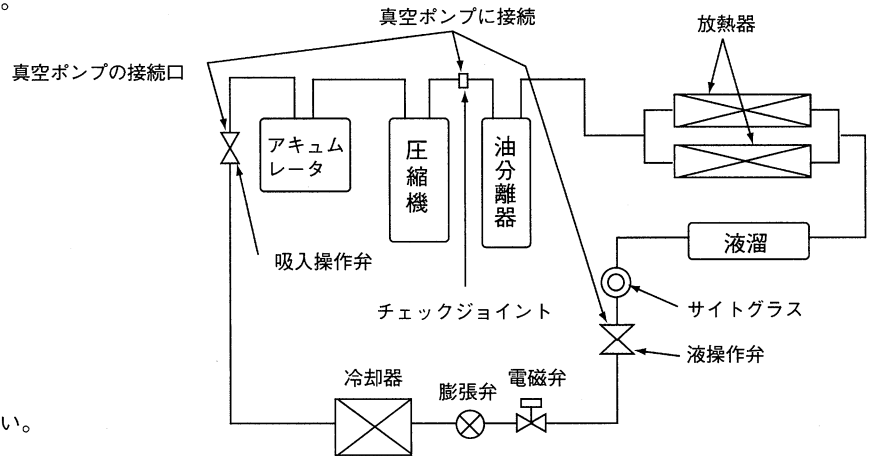 。
真空ポンプに接続
放熱器
真空ポンプの接続口
アキュム
レータ
圧縮機
油分離器
吸入操作弁
液溜
チェックジョイント
サイトグラス
液操作弁
冷却器
膨張弁
電磁弁
い。